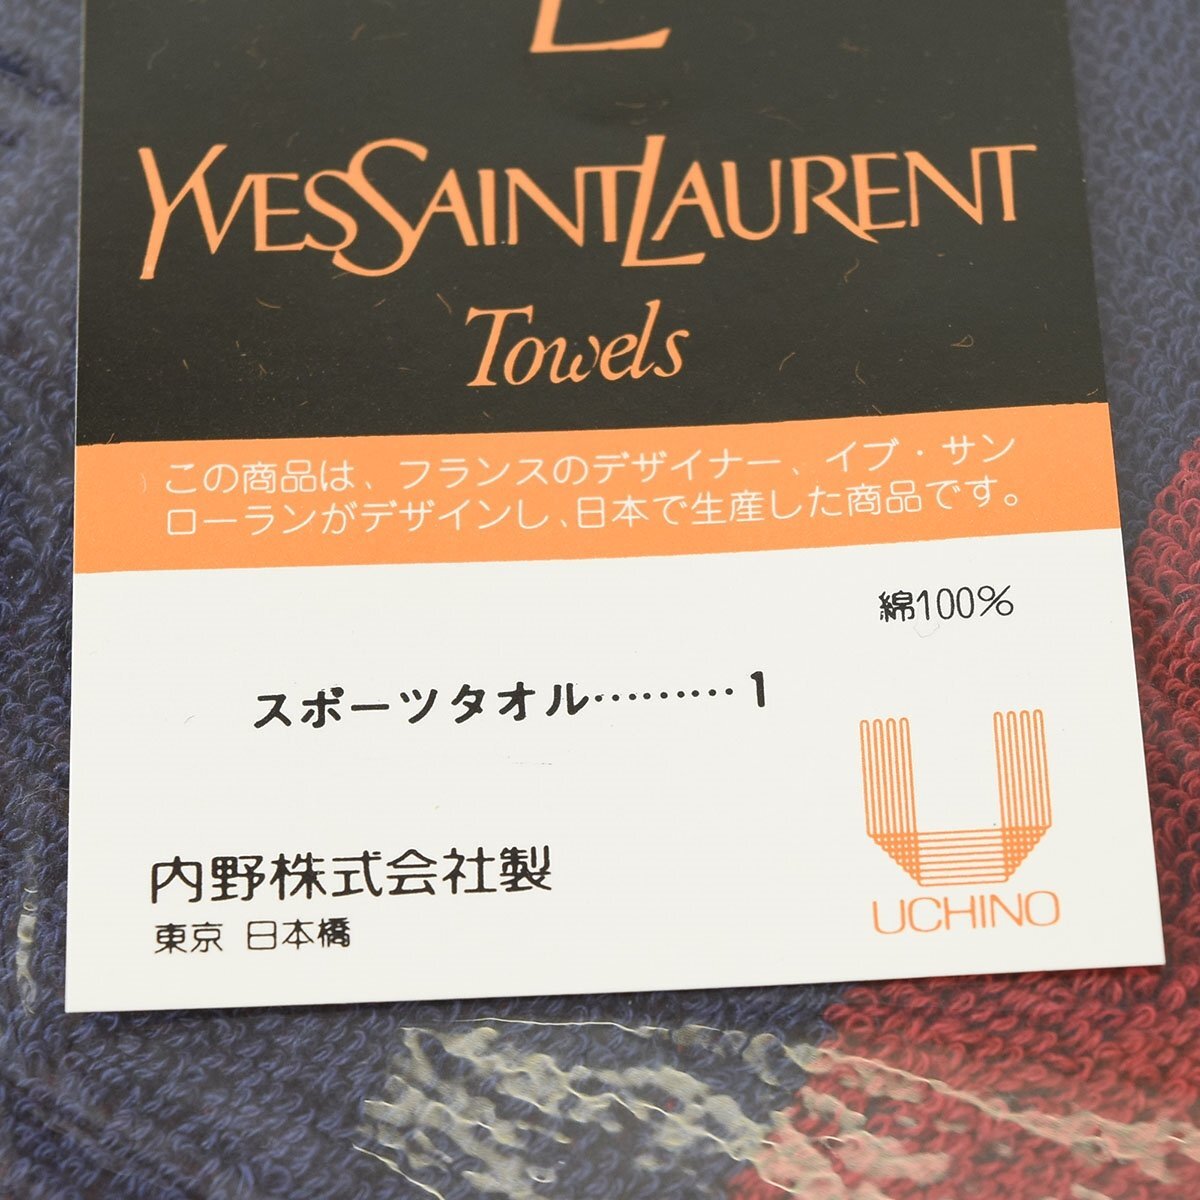 YVESSAINTLAURENT
Towels
この商品は、フランスのデザイナー、イブ・サン
ローランがデザインし、日本で生産した商品です。
綿100%
スポーツタオル………1
内野株式会社製
東京 日本橋
UCHINO